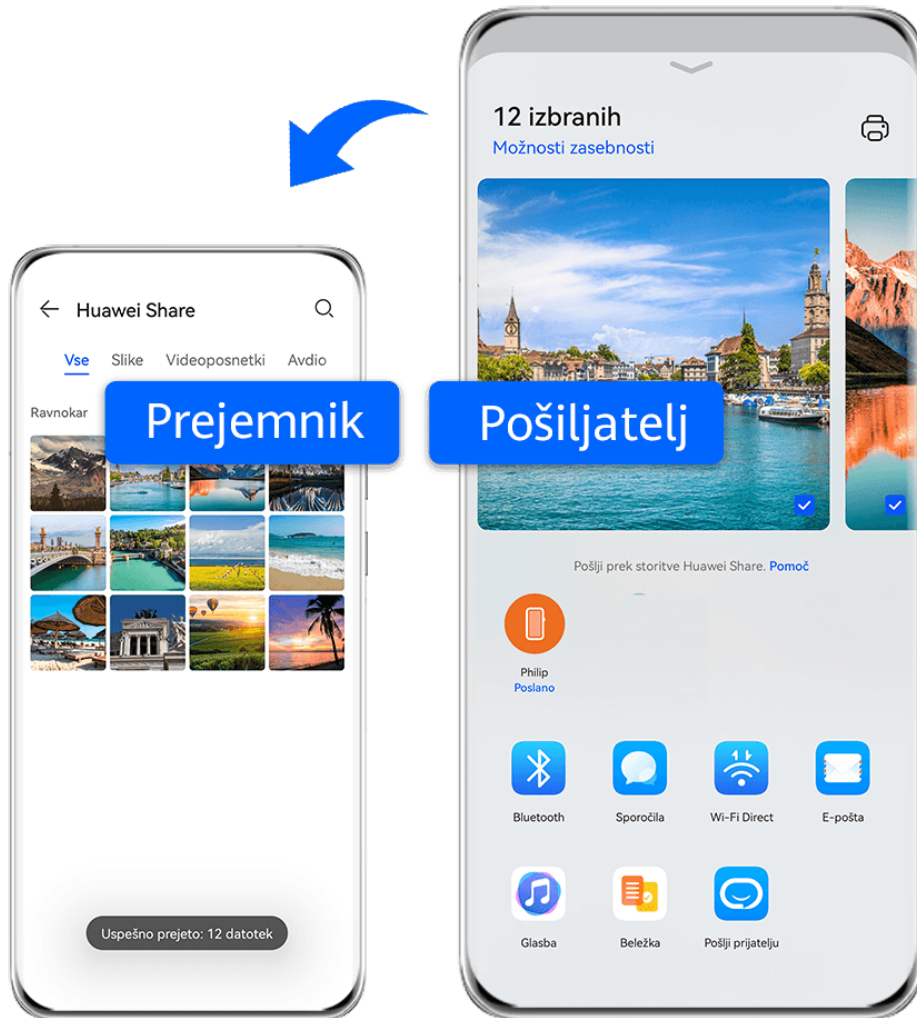 12 izbranih
Možnosti zasebnosti
Huawei Share
Vse Slike Videoposnetki Avdio
Ravnokar
Prejemnik
Pošiljatelj
Pošlji prek storitve Huawei Share. Pomoč
Philip
Poslano
Bluetooth Sporočila Wi-Fi Direct E-pošta
Glasba Beležka Pošlji prijatelju
Uspešno prejeto: 12 datotek